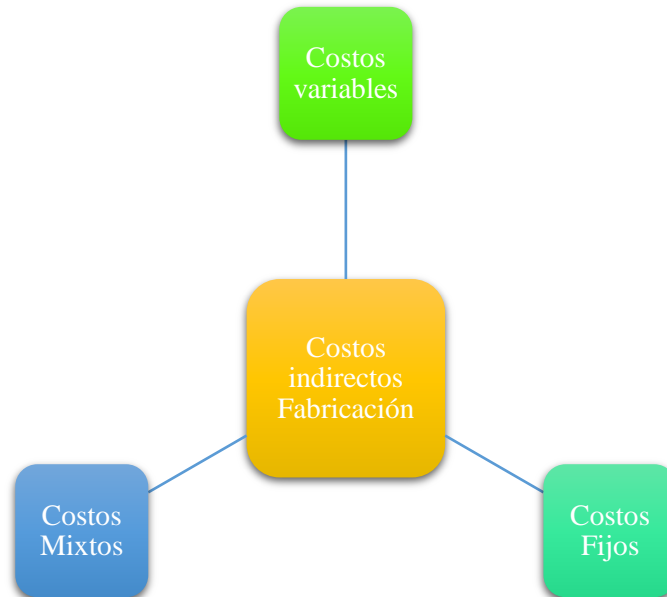 Costos
variables
Costos
indirectos
Fabricación
Costos
Mixtos
Costos
Fijos